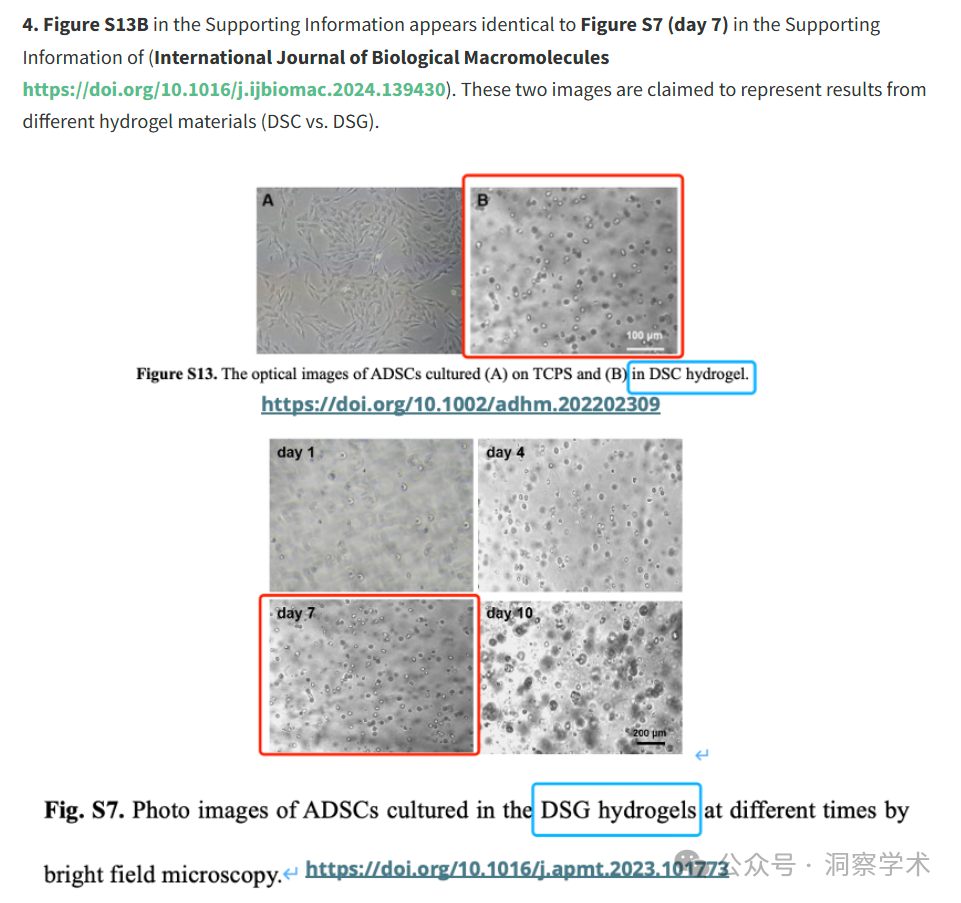 4. Figure S13B in the Supporting Information appears identical to Figure S7 (day 7) in the Supporting
Information of (International Journal of Biological Macromolecules
https://doi.org/10.1016/j.ijbiomac.2024.139430). These two images are claimed to represent results from
different hydrogel materials (DSC vs. DSG).
A
B
100 μm
Figure S13. The optical images of ADSCs cultured (A) on TCPS and (B) in DSC hydrogel.
https://doi.org/10.1002/adhm.202202309
day 1
day 4
day 7
day 10
200 μm
↵
Fig. S7. Photo images of ADSCs cultured in the DSG hydrogels at different times by
bright field microscopy.↵ https://doi.org/10.1016/j.apmt.2023.101773
公众号 · 洞察学术